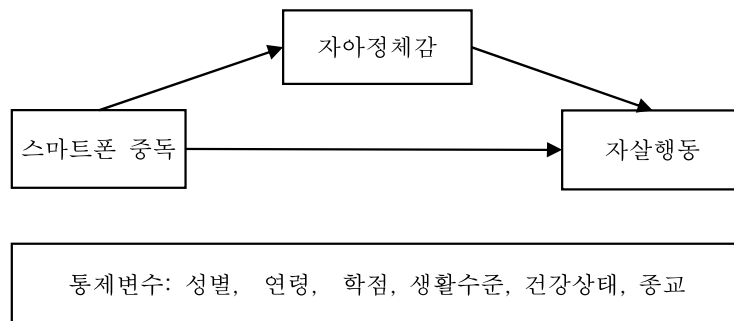 자아정체감
스마트폰 중독
자살행동
통제변수: 성별, 연령, 학점, 생활수준, 건강상태, 종교